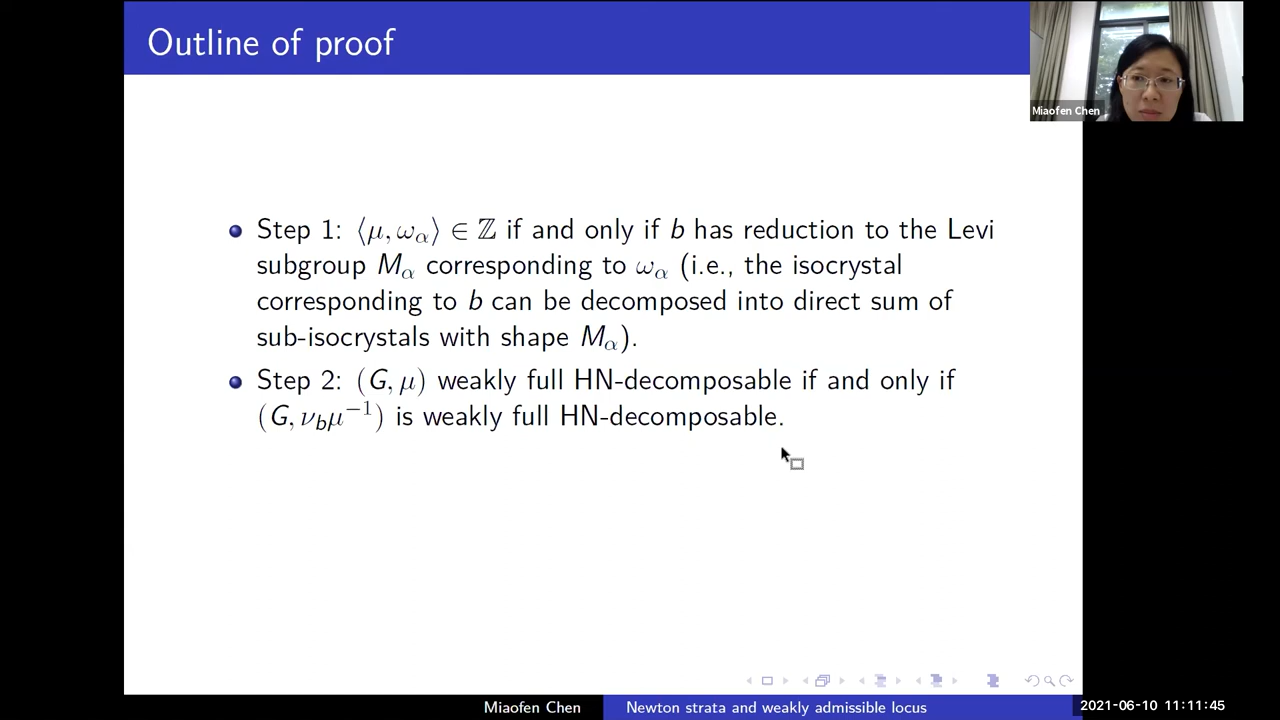 Outline of proof
Miaofen Chen
Step 1: ⟨μ, ω_α⟩ ∈ ℤ if and only if b has reduction to the Levi
subgroup M_α corresponding to ω_α (i.e., the isocrystal
corresponding to b can be decomposed into direct sum of
sub-isocrystals with shape M_α).
Step 2: (G, μ) weakly full HN-decomposable if and only if
(G, ν_b μ⁻¹) is weakly full HN-decomposable.
Miaofen Chen
Newton strata and weakly admissible locus
2021-06-10 11:11:45